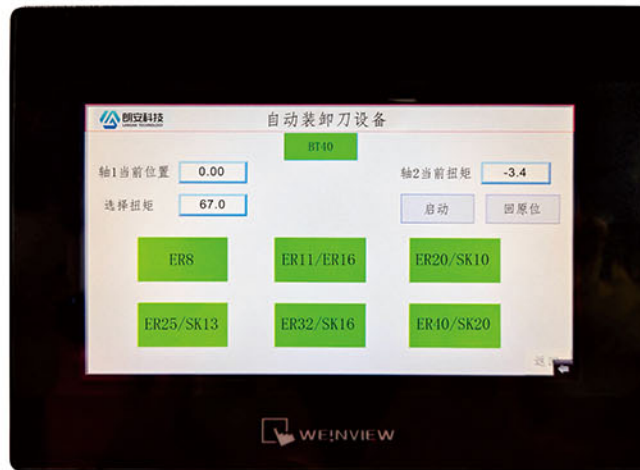 朗安科技
自动装卸刀设备
BT40
轴1当前位置 0.00 轴2当前扭矩 -3.4
选择扭矩 67.0 启动 回原位
ER8 ER11/ER16 ER20/SK10
ER25/SK13 ER32/SK16 ER40/SK20
WE!NVIEW